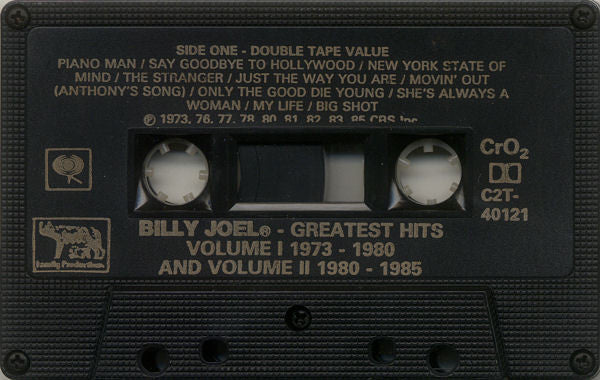 SIDE ONE - DOUBLE TAPE VALUE
PIANO MAN / SAY GOODBYE TO HOLLYWOOD / NEW YORK STATE OF
MIND / THE STRANGER / JUST THE WAY YOU ARE / MOVIN' OUT
(ANTHONY'S SONG) / ONLY THE GOOD DIE YOUNG / SHE'S ALWAYS A
WOMAN / MY LIFE / BIG SHOT
℗ 1973, 76, 77, 78, 80, 81, 82, 83, 85 CBS Inc.
CrO₂
C2T-
40121
BILLY JOEL® - GREATEST HITS
VOLUME I 1973 - 1980
AND VOLUME II 1980 - 1985
Family Productions